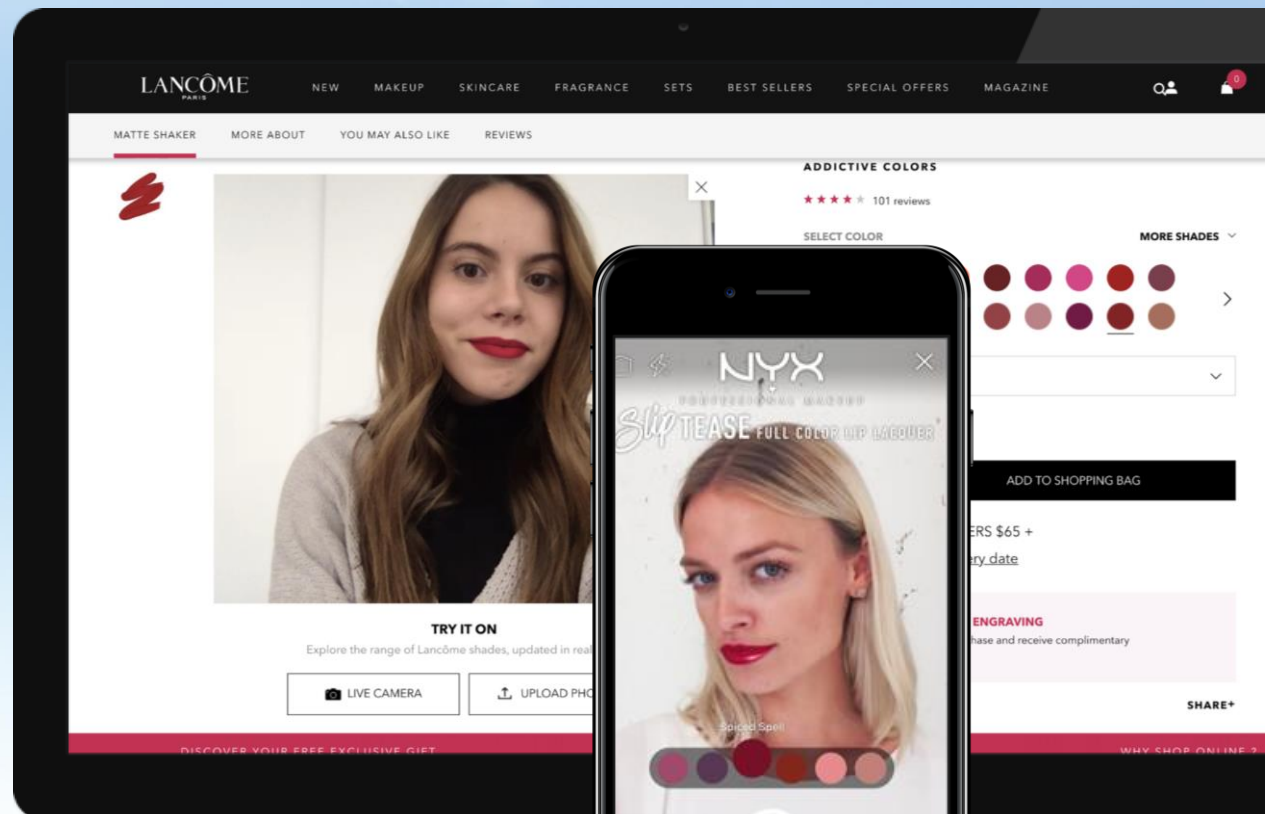 LANCÔME
PARIS
NEW MAKEUP SKINCARE FRAGRANCE SETS BEST SELLERS SPECIAL OFFERS MAGAZINE
0
MATTE SHAKER MORE ABOUT YOU MAY ALSO LIKE REVIEWS
ADDICTIVE COLORS
101 reviews
SELECT COLOR MORE SHADES
ADD TO SHOPPING BAG
ERS $65 +
ery date
ENGRAVING
hase and receive complimentary
SHARE+
TRY IT ON
Explore the range of Lancôme shades, updated in real
LIVE CAMERA UPLOAD PHO
DISCOVER YOUR FREE EXCLUSIVE GIFT
WHY SHOP ONLINE ?
NYX
PROFESSIONAL MAKEUP
Slip TEASE FULL COLOR LIP LACQUER
Spiced Spell